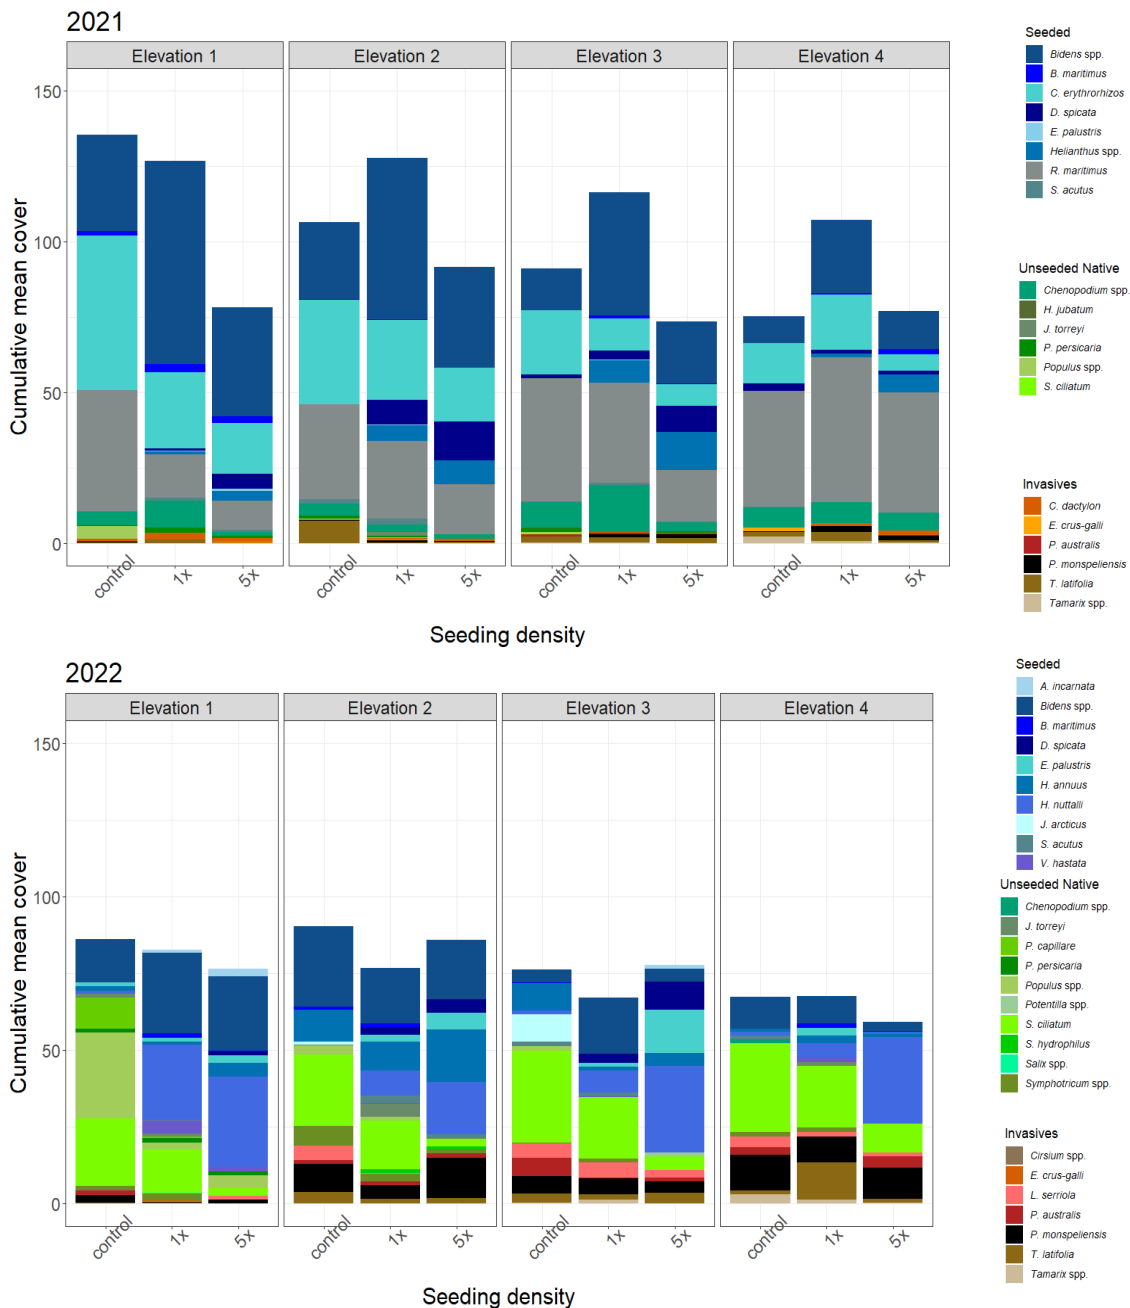 2021
Elevation 1
Elevation 2
Elevation 3
Elevation 4
150
100
50
0
Cumulative mean cover
control
1x
5x
control
1x
5x
control
1x
5x
control
1x
5x
Seeding density
Seeded
Bidens spp.
B. maritimus
C. erythrorhizos
D. spicata
E. palustris
Helianthus spp.
R. maritimus
S. acutus
Unseeded Native
Chenopodium spp.
H. jubatum
J. torreyi
P. persicaria
Populus spp.
S. ciliatum
Invasives
C. dactylon
E. crus-galli
P. australis
P. monspeliensis
T. latifolia
Tamarix spp.
2022
Elevation 1
Elevation 2
Elevation 3
Elevation 4
150
100
50
0
Cumulative mean cover
control
1x
5x
control
1x
5x
control
1x
5x
control
1x
5x
Seeding density
Seeded
A. incarnata
Bidens spp.
B. maritimus
D. spicata
E. palustris
H. annuus
H. nuttalli
J. arcticus
S. acutus
V. hastata
Unseeded Native
Chenopodium spp.
J. torreyi
P. capillare
P. persicaria
Populus spp.
Potentilla spp.
S. ciliatum
S. hydrophilus
Salix spp.
Symphotricum spp.
Invasives
Cirsium spp.
E. crus-galli
L. serriola
P. australis
P. monspeliensis
T. latifolia
Tamarix spp.